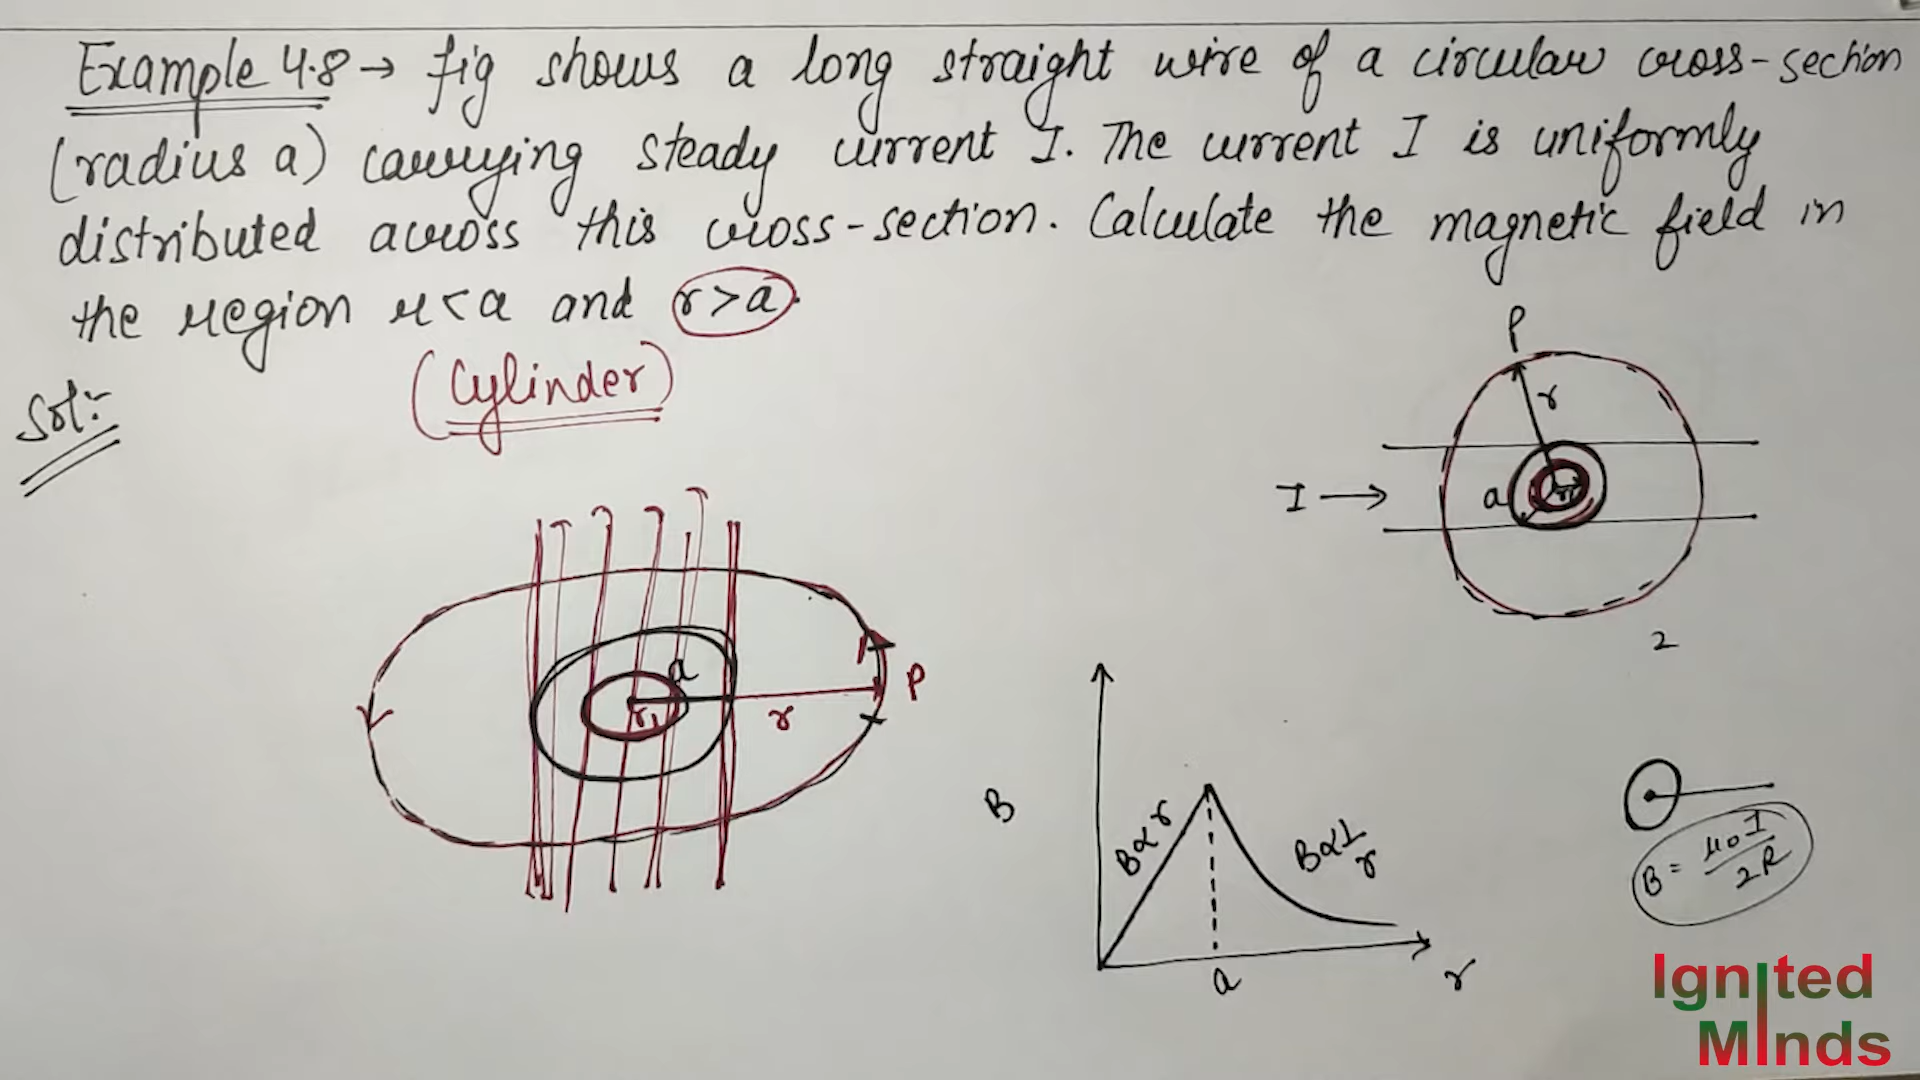 Example 4.8 → fig shows a long straight wire of a circular cross-section
(radius a) carrying steady current I. The current I is uniformly
distributed across this cross-section. Calculate the magnetic field in
the region r < a and r > a.
(Cylinder)
Sol:-
P
r
I →
a
r₁
2
a
P
r₁
r
B
B ∝ r
B ∝ 1/r
a
r
B = μ₀I/2R
Ignited
Minds